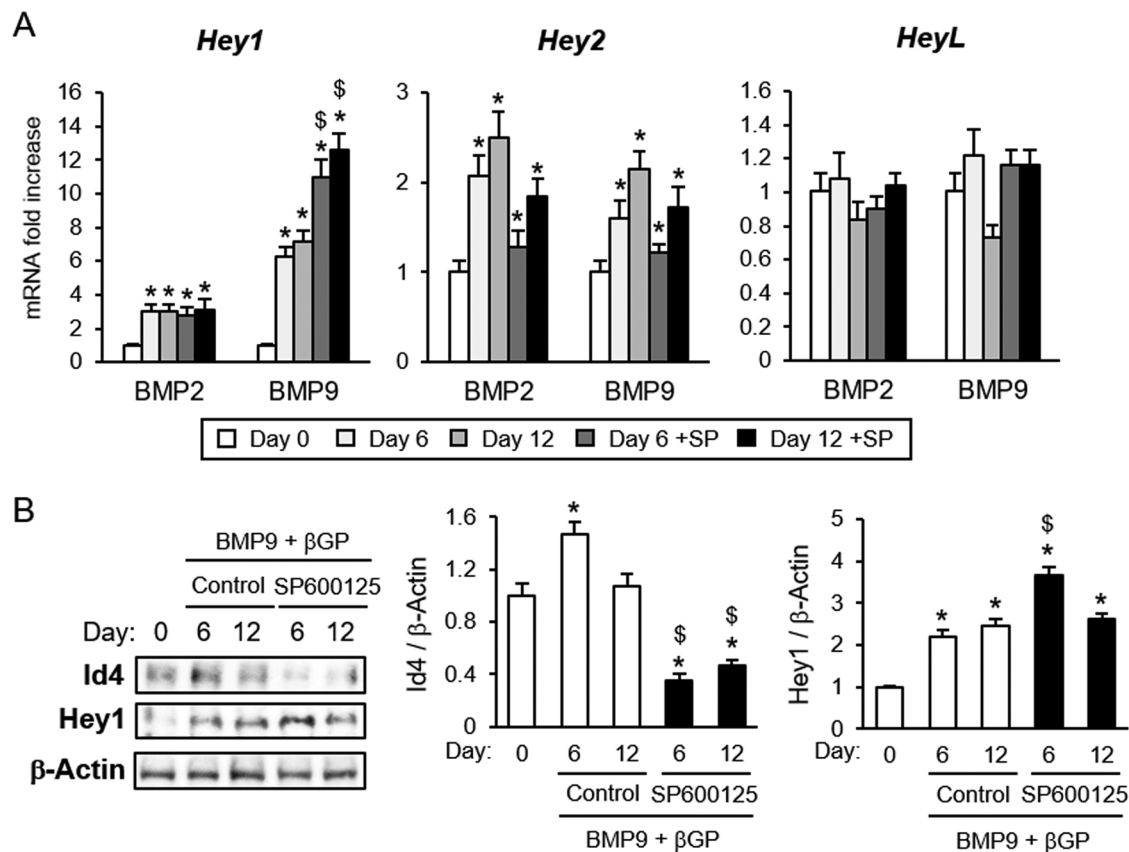 A
Hey1
Hey2
HeyL
mRNA fold increase
16
14
12
10
8
6
4
2
0
$ $
* * * *
* * * *
BMP2 BMP9
3
2
1
0
* * * *
* * * *
BMP2 BMP9
1.6
1.4
1.2
1
0.8
0.6
0.4
0.2
0
BMP2 BMP9
Day 0 Day 6 Day 12 Day 6 +SP Day 12 +SP
B
BMP9 + βGP
Control SP600125
Day: 0 6 12 6 12
Id4
Hey1
β-Actin
Id4 / β-Actin
1.6
1.2
0.8
0.4
0
*
$ $
* *
Day: 0 6 12 6 12
Control SP600125
BMP9 + βGP
Hey1 / β-Actin
5
4
3
2
1
0
$
* * * *
Day: 0 6 12 6 12
Control SP600125
BMP9 + βGP